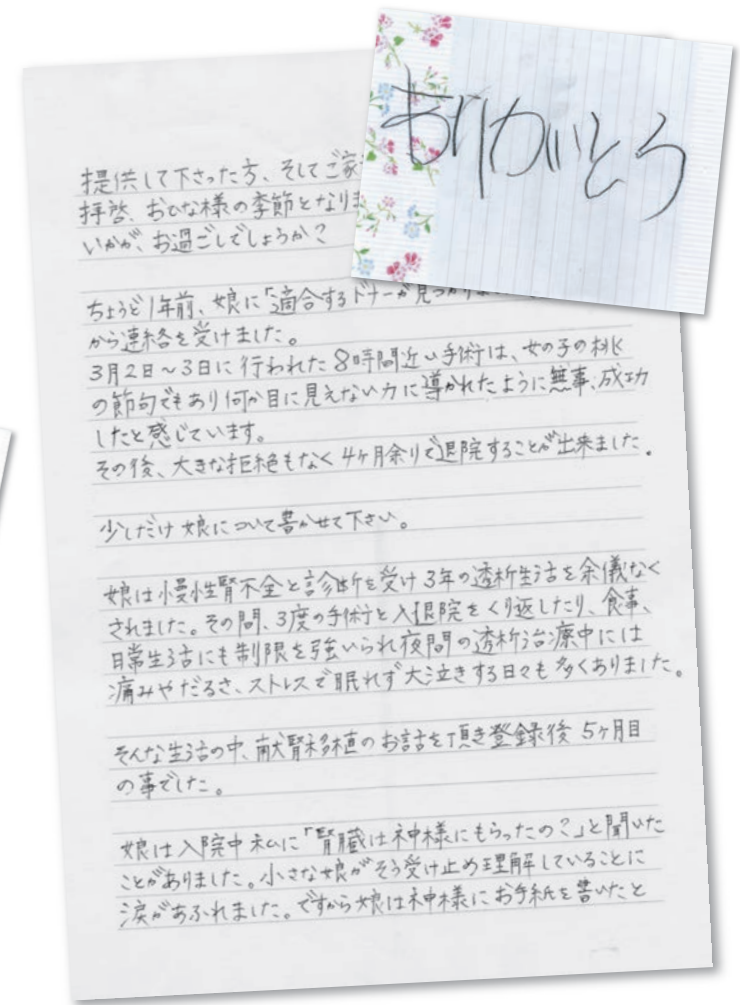 ありがとう
提供して下さった方、そしてご家
拝啓、おひな様の季節となりま
いかが、お過ごしでしょうか?
ちょうど1年前、娘に「適合するドナーが見つかりま
から連絡を受けました。
3月2日~3日に行われた8時間近い手術は、女の子の桃
の節句でもあり何か目に見えない力に導かれたように無事、成功
したと感じています。
その後、大きな拒絶もなく4ヶ月余りで退院することが出来ました。
少しだけ娘について書かせて下さい。
娘は慢性腎不全と診断を受け3年の透析生活を余儀なく
されました。その間、3度の手術と入退院をくり返したり、食事、
日常生活にも制限を強いられ夜間の透析治療中には
痛みやだるさ、ストレスで眠れず大泣きする日々も多くありました。
そんな生活の中、献腎移植のお話を頂き登録後5ヶ月目
の事でした。
娘は入院中私に「腎臓は神様にもらったの?」と聞いた
ことがありました。小さな娘がそう受け止め理解していることに
涙があふれました。ですから娘は神様にお手紙を書いたと